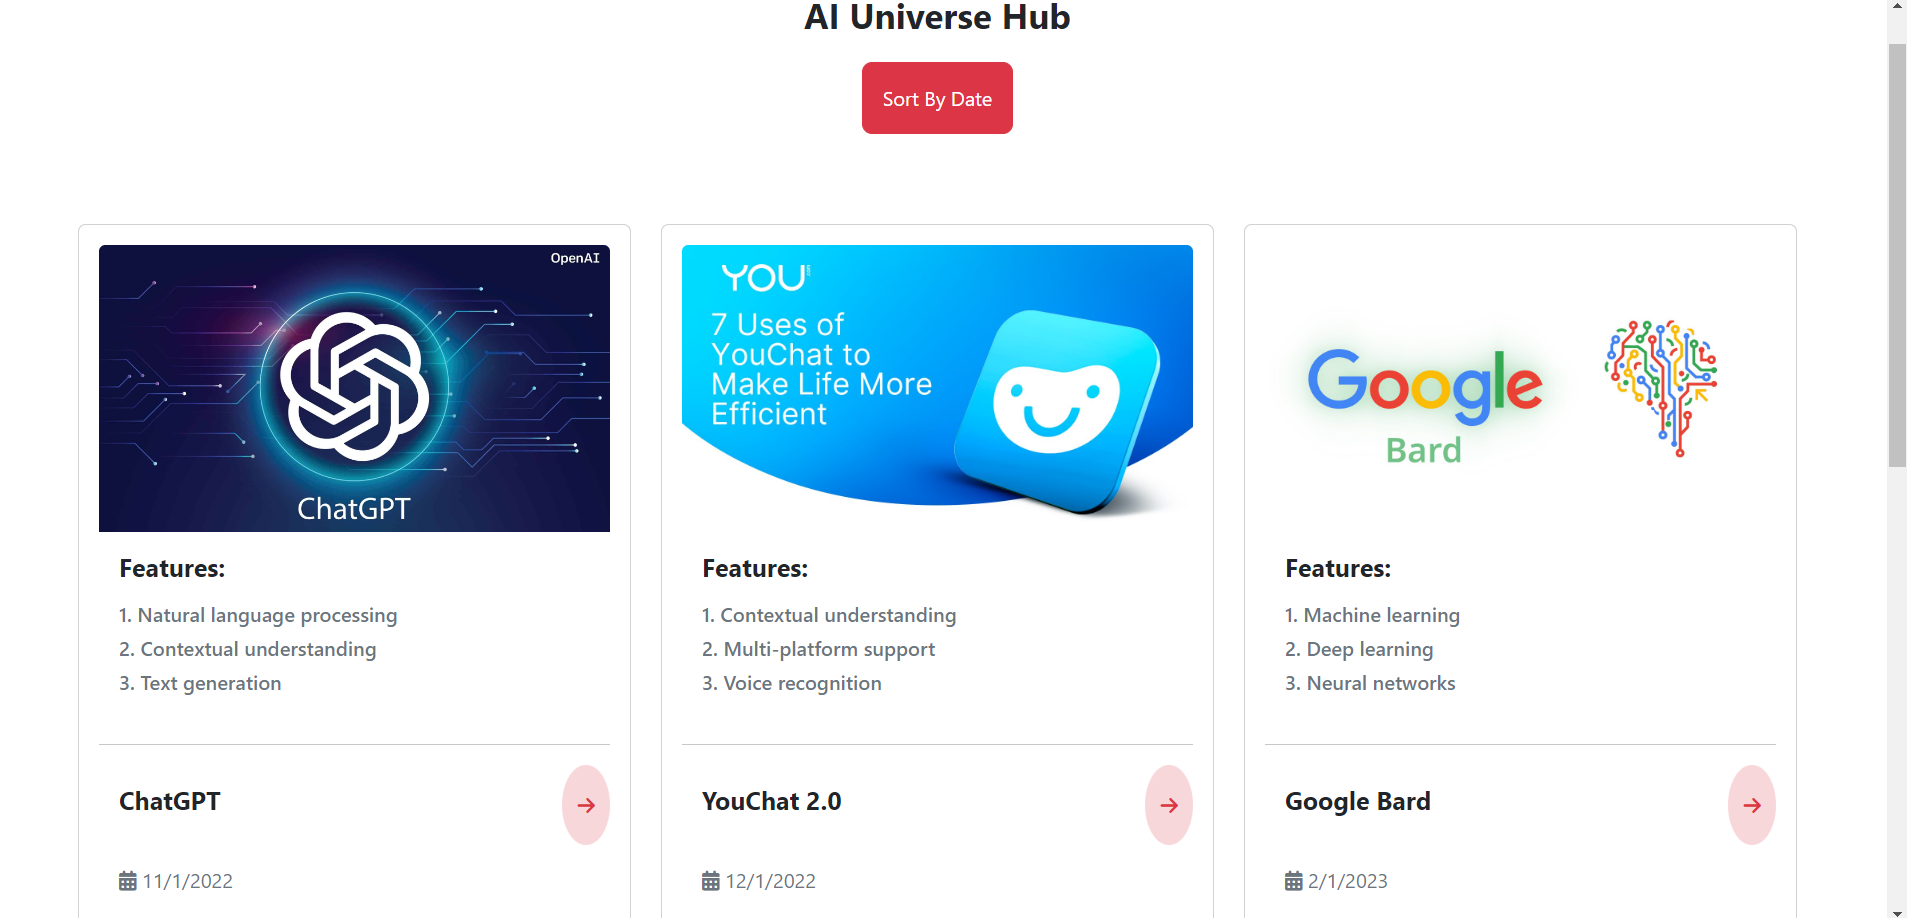 AI Universe Hub
Sort By Date
OpenAI
ChatGPT
Features:
1. Natural language processing
2. Contextual understanding
3. Text generation
ChatGPT
11/1/2022
YOU
7 Uses of
YouChat to
Make Life More
Efficient
Features:
1. Contextual understanding
2. Multi-platform support
3. Voice recognition
YouChat 2.0
12/1/2022
Google
Bard
Features:
1. Machine learning
2. Deep learning
3. Neural networks
Google Bard
2/1/2023